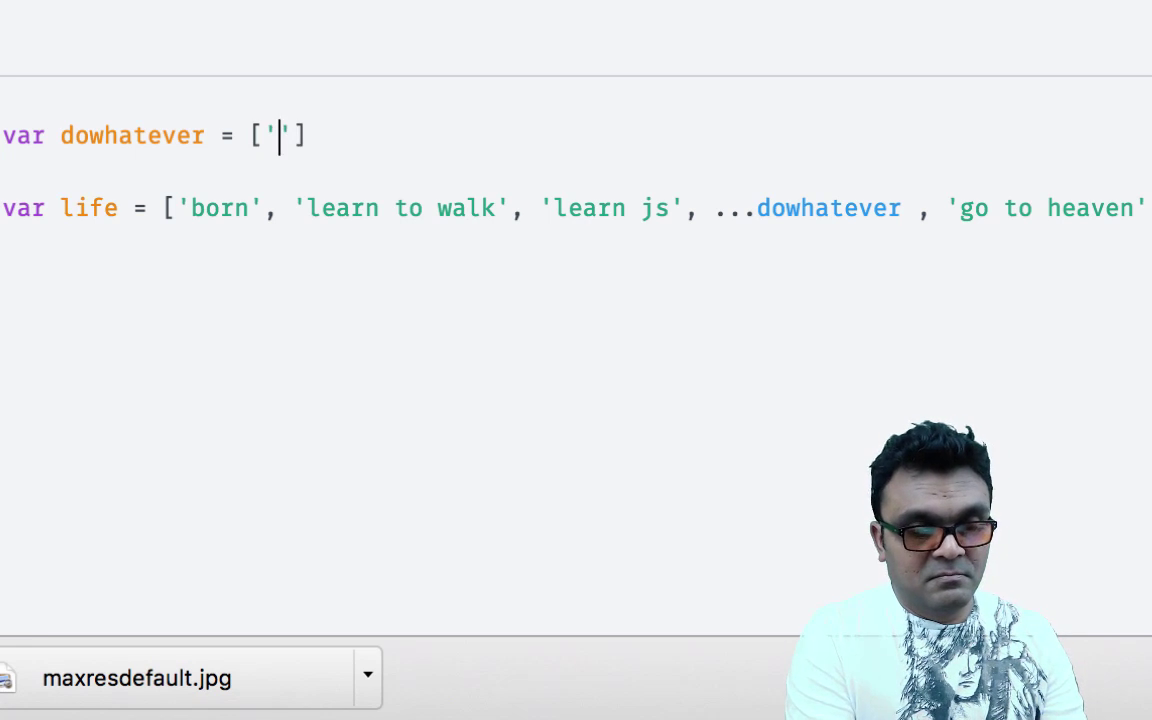 var dowhatever = ['']
var life = ['born', 'learn to walk', 'learn js', ...dowhatever , 'go to heaven'
maxresdefault.jpg